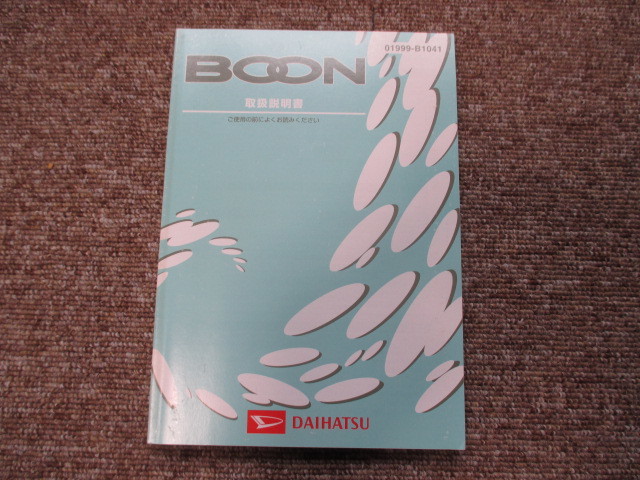 01999-B1041
BOON
取扱説明書
ご使用の前によくお読みください
DAIHATSU